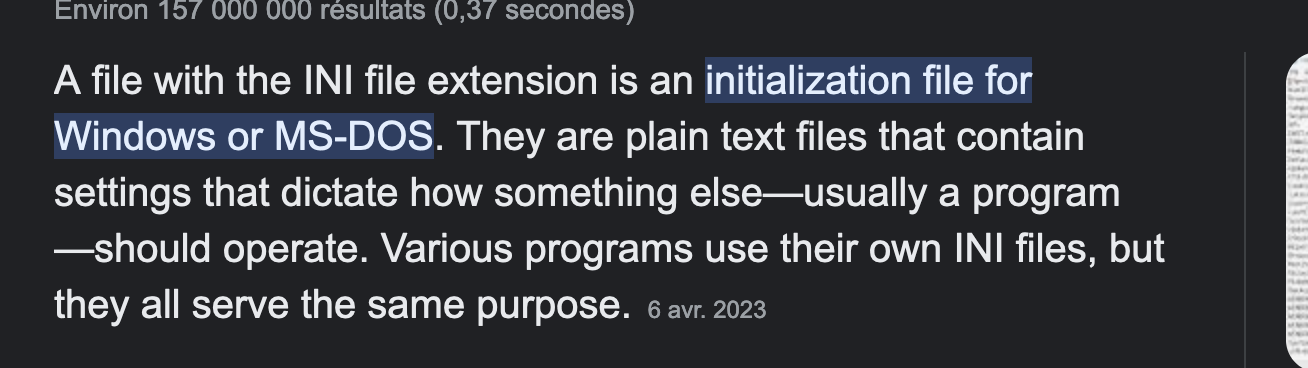 Environ 157 000 000 résultats (0,37 secondes)
A file with the INI file extension is an initialization file for
Windows or MS-DOS. They are plain text files that contain
settings that dictate how something else—usually a program
—should operate. Various programs use their own INI files, but
they all serve the same purpose. 6 avr. 2023